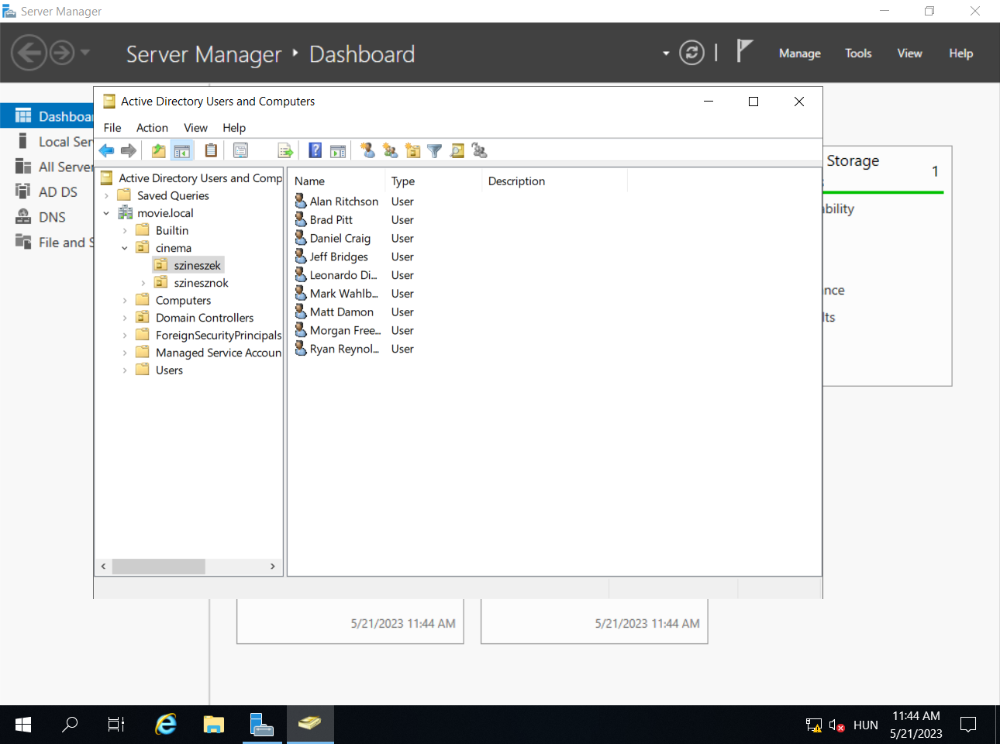 Server Manager
Server Manager ‣ Dashboard
Manage Tools View Help
Dashboar
Local Ser
All Server
AD DS
DNS
File and S
Active Directory Users and Computers
File Action View Help
Active Directory Users and Comp
Saved Queries
movie.local
Builtin
cinema
szineszek
szinesznok
Computers
Domain Controllers
ForeignSecurityPrincipals
Managed Service Accoun
Users
Name Type Description
Alan Ritchson User
Brad Pitt User
Daniel Craig User
Jeff Bridges User
Leonardo Di... User
Mark Wahlb... User
Matt Damon User
Morgan Free... User
Ryan Reynol... User
Storage
1
bility
nce
lts
5/21/2023 11:44 AM
5/21/2023 11:44 AM
HUN
11:44 AM
5/21/2023